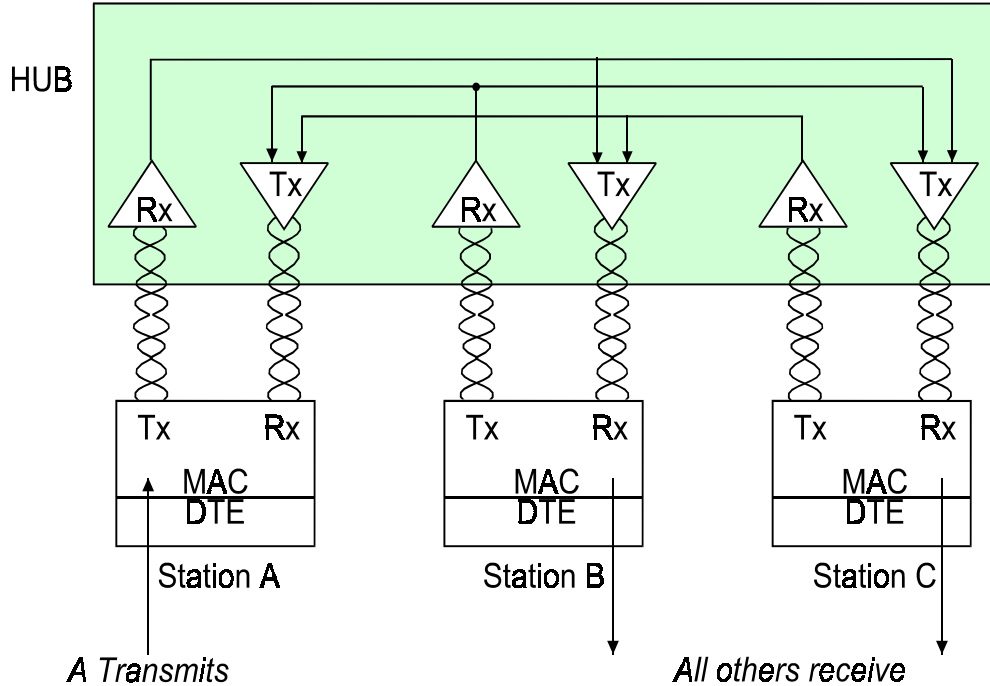 HUB
Rx Tx Rx Tx Rx Tx
Tx Rx Tx Rx Tx Rx
MAC MAC MAC
DTE DTE DTE
Station A Station B Station C
A Transmits All others receive